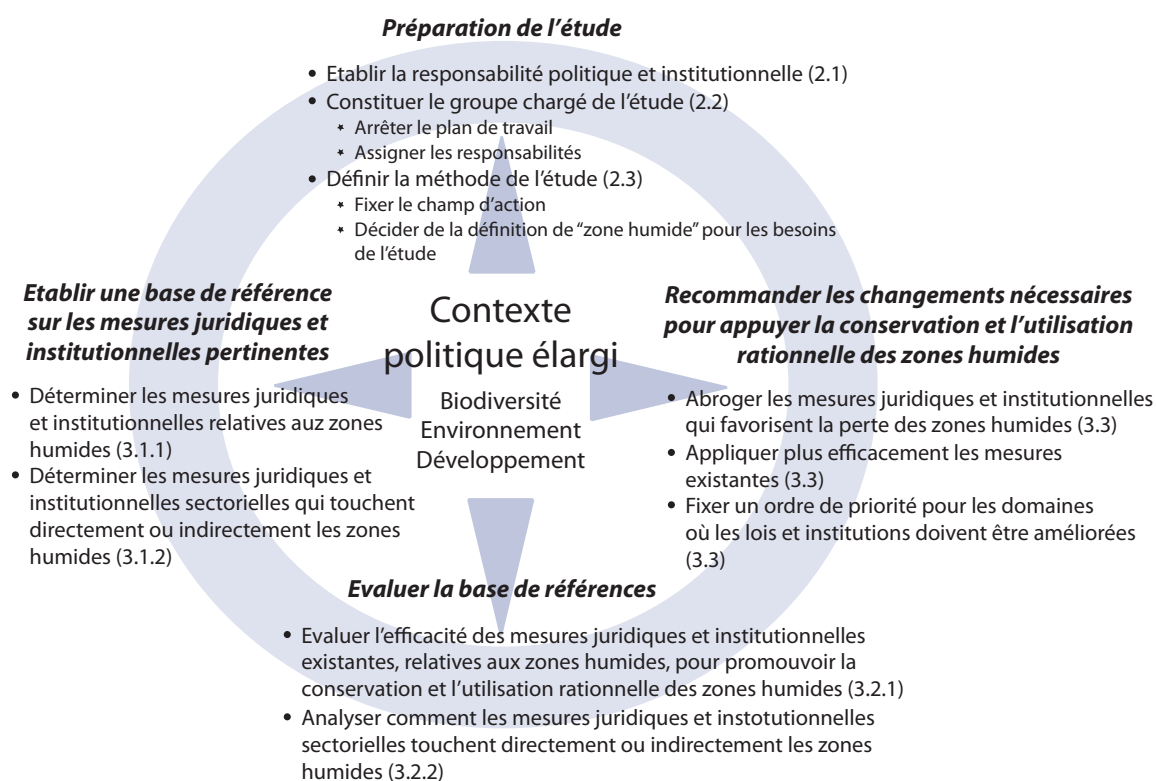 Préparation de l’étude
• Etablir la responsabilité politique et institutionnelle (2.1)
• Constituer le groupe chargé de l’étude (2.2)
* Arrêter le plan de travail
* Assigner les responsabilités
• Définir la méthode de l’étude (2.3)
* Fixer le champ d’action
* Décider de la définition de “zone humide” pour les besoins
de l’étude
Etablir une base de référence
sur les mesures juridiques et
institutionnelles pertinentes
• Déterminer les mesures juridiques
et institutionnelles relatives auz zones
humides (3.1.1)
• Déterminer les mesures juridiques et
institutionnelles sectorielles qui touchent
directement ou indirectement les zones
humides (3.1.2)
Contexte
politique élargi
Biodiversité
Environnement
Développement
Recommander les changements nécessaires
pour appuyer la conservation et l’utilisation
rationnelle des zones humides
• Abroger les mesures juridiques et institutionnelles
qui favorisent la perte des zones humides (3.3)
• Appliquer plus efficacement les mesures
existantes (3.3)
• Fixer un ordre de priorité pour les domaines
où les lois et institutions doivent être améliorées
(3.3)
Evaluer la base de références
• Evaluer l’efficacité des mesures juridiques et institutionnelles
existantes, relatives aux zones humides, pour promouvoir la
conservation et l’utilisation rationnelle des zones humides (3.2.1)
• Analyser comment les mesures juridiques et instotutionnelles
sectorielles touchent directement ou indirectement les zones
humides (3.2.2)